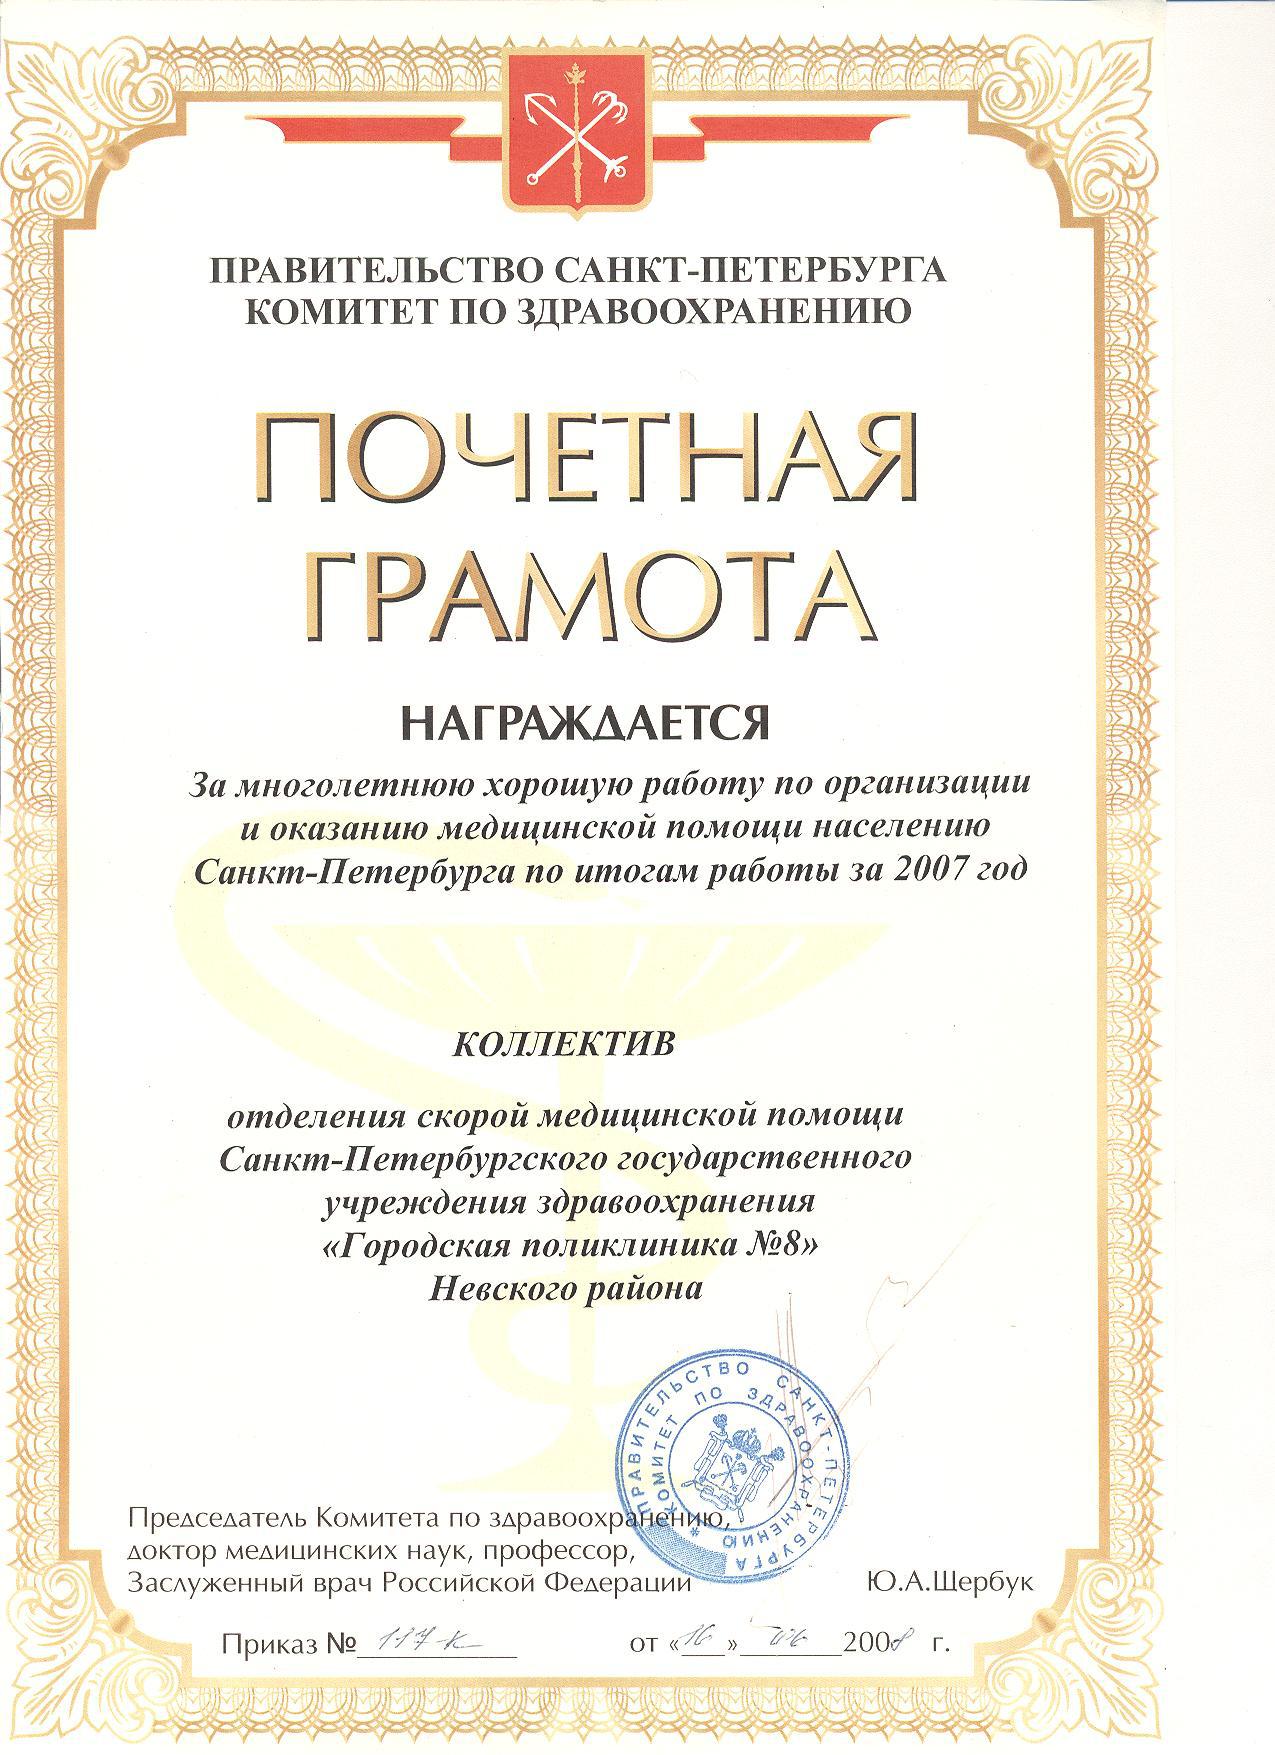 ПРАВИТЕЛЬСТВО САНКТ-ПЕТЕРБУРГА
КОМИТЕТ ПО ЗДРАВООХРАНЕНИЮ
ПОЧЕТНАЯ
ГРАМОТА
НАГРАЖДАЕТСЯ
За многолетнюю хорошую работу по организации
и оказанию медицинской помощи населению
Санкт-Петербурга по итогам работы за 2007 год
КОЛЛЕКТИВ
отделения скорой медицинской помощи
Санкт-Петербургского государственного
учреждения здравоохранения
«Городская поликлиника №8»
Невского района
ПРАВИТЕЛЬСТВО САНКТ-ПЕТЕРБУРГА
* КОМИТЕТ ПО ЗДРАВООХРАНЕНИЮ
Председатель Комитета по здравоохранению,
доктор медицинских наук, профессор,
Заслуженный врач Российской Федерации Ю.А.Щербук
Приказ № от «16» 06 2008 г.